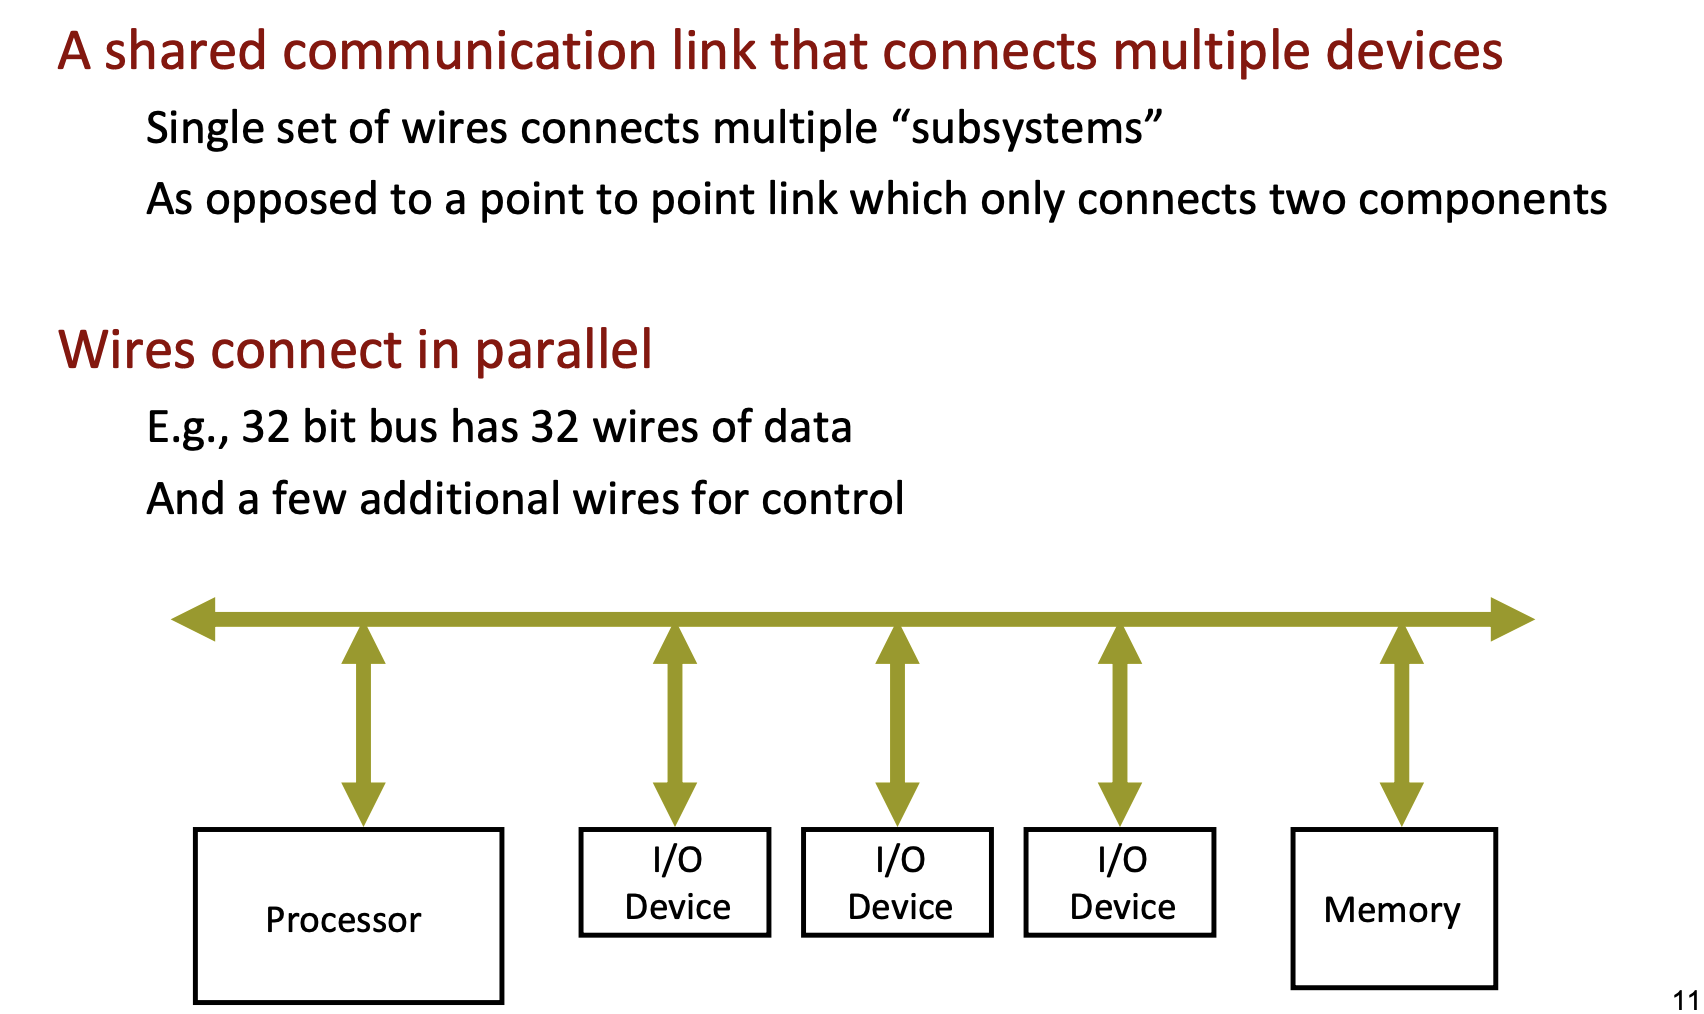 A shared communication link that connects multiple devices
Single set of wires connects multiple “subsystems”
As opposed to a point to point link which only connects two components
Wires connect in parallel
E.g., 32 bit bus has 32 wires of data
And a few additional wires for control
Processor
I/O
Device
I/O
Device
I/O
Device
Memory
11